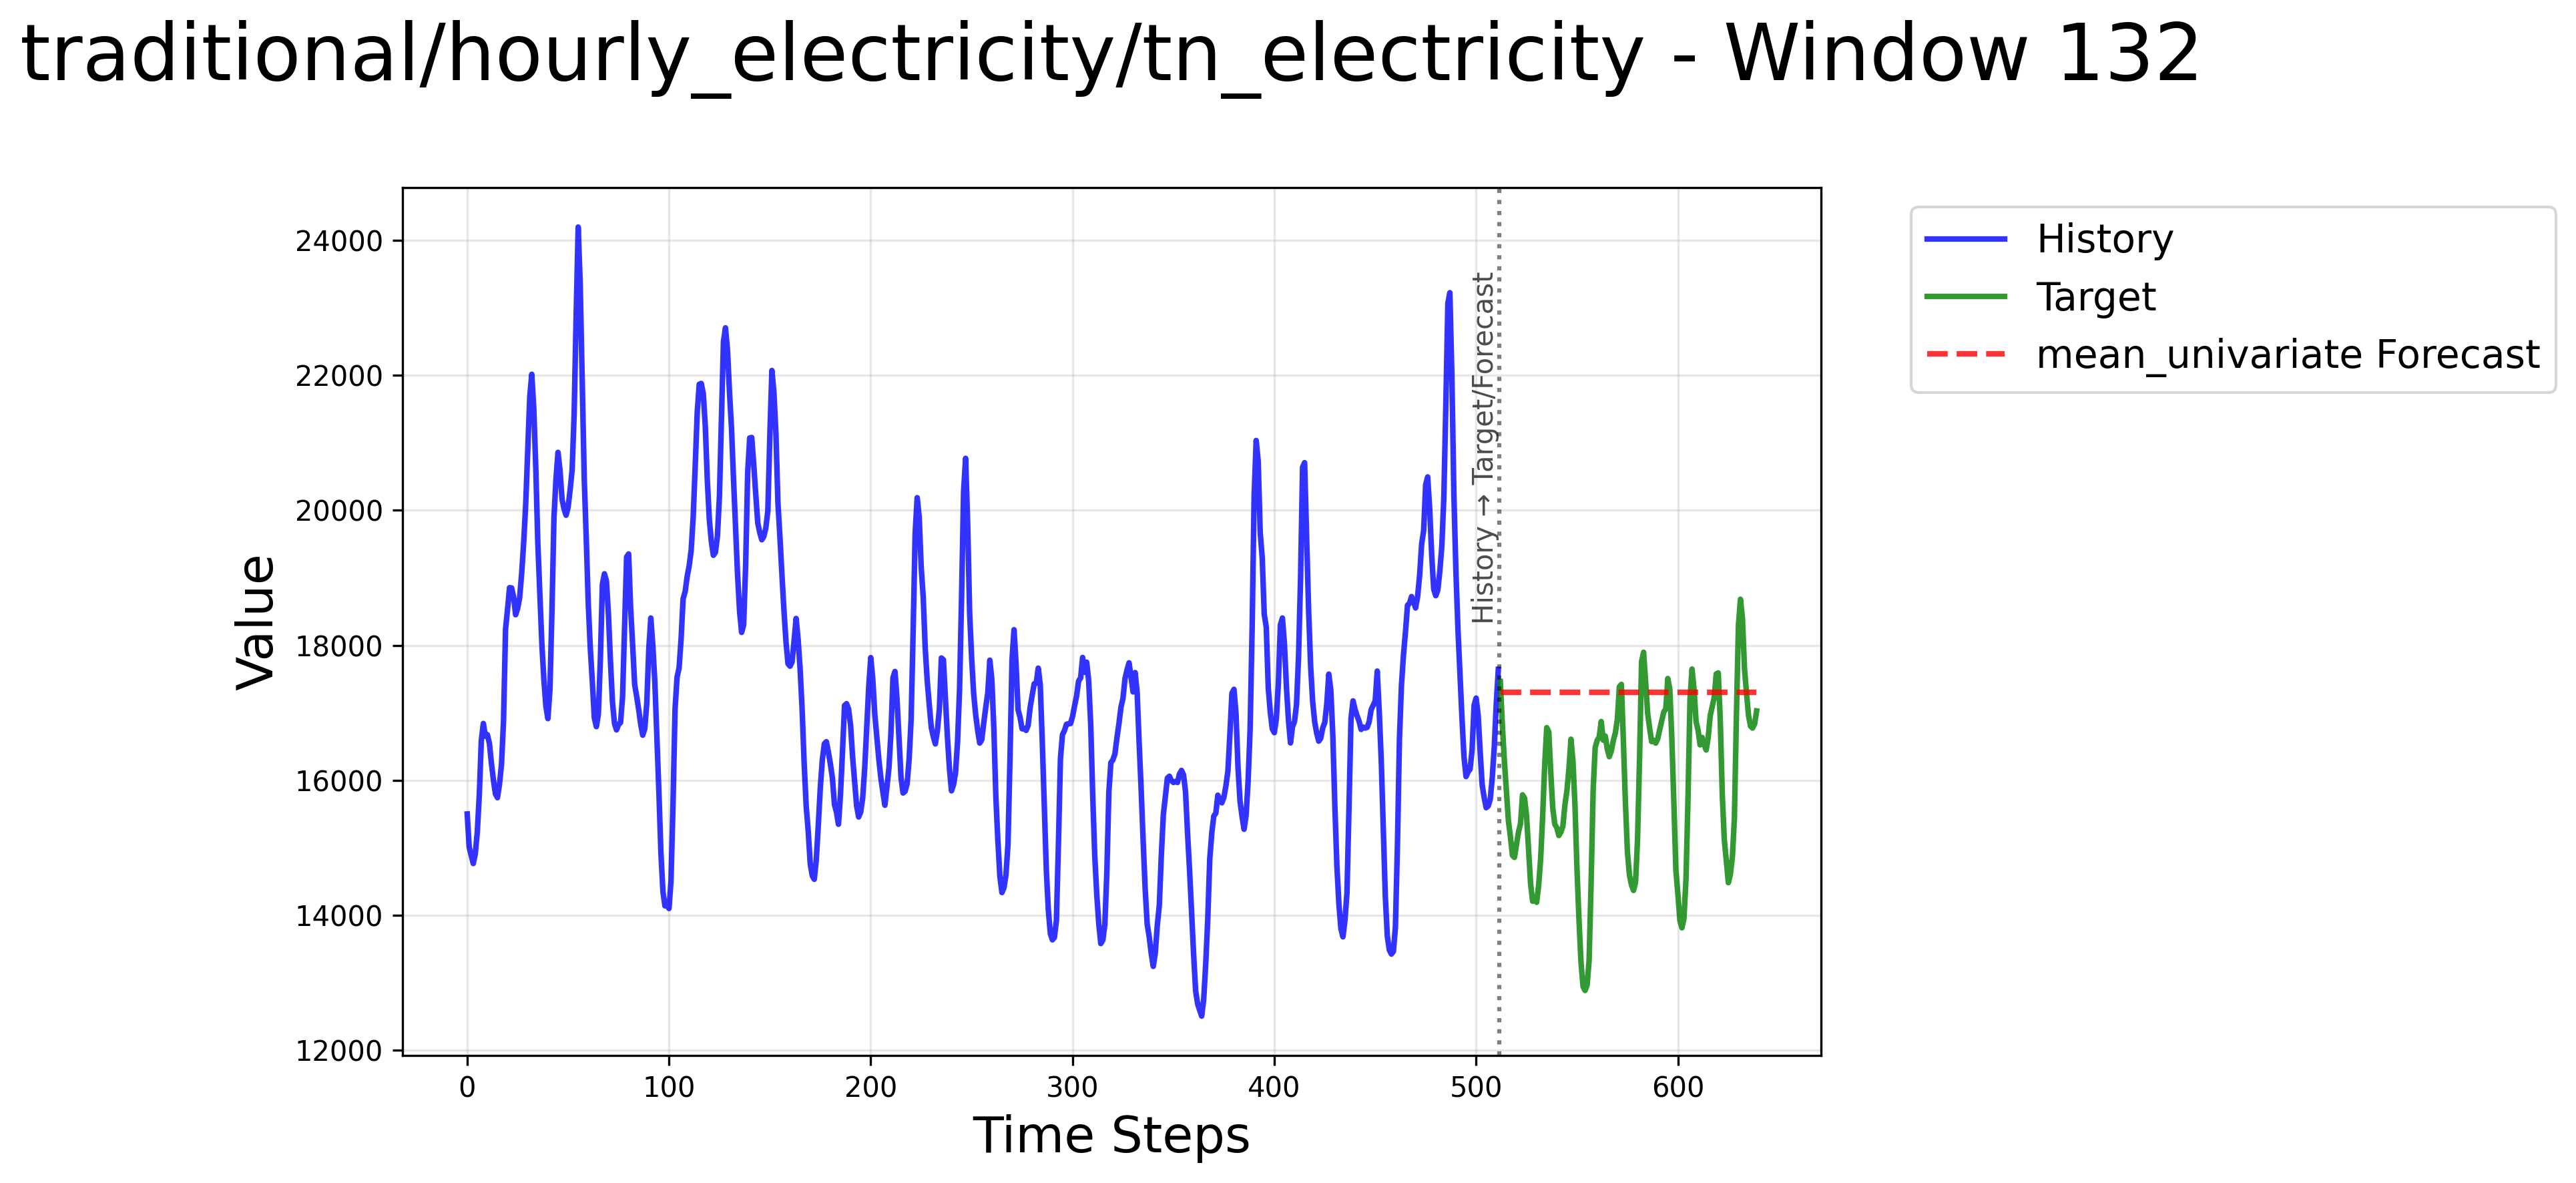 traditional/hourly_electricity/tn_electricity - Window 132
History
Target
mean_univariate Forecast
History → Target/Forecast
Value
24000
22000
20000
18000
16000
14000
12000
0 100 200 300 400 500 600
Time Steps